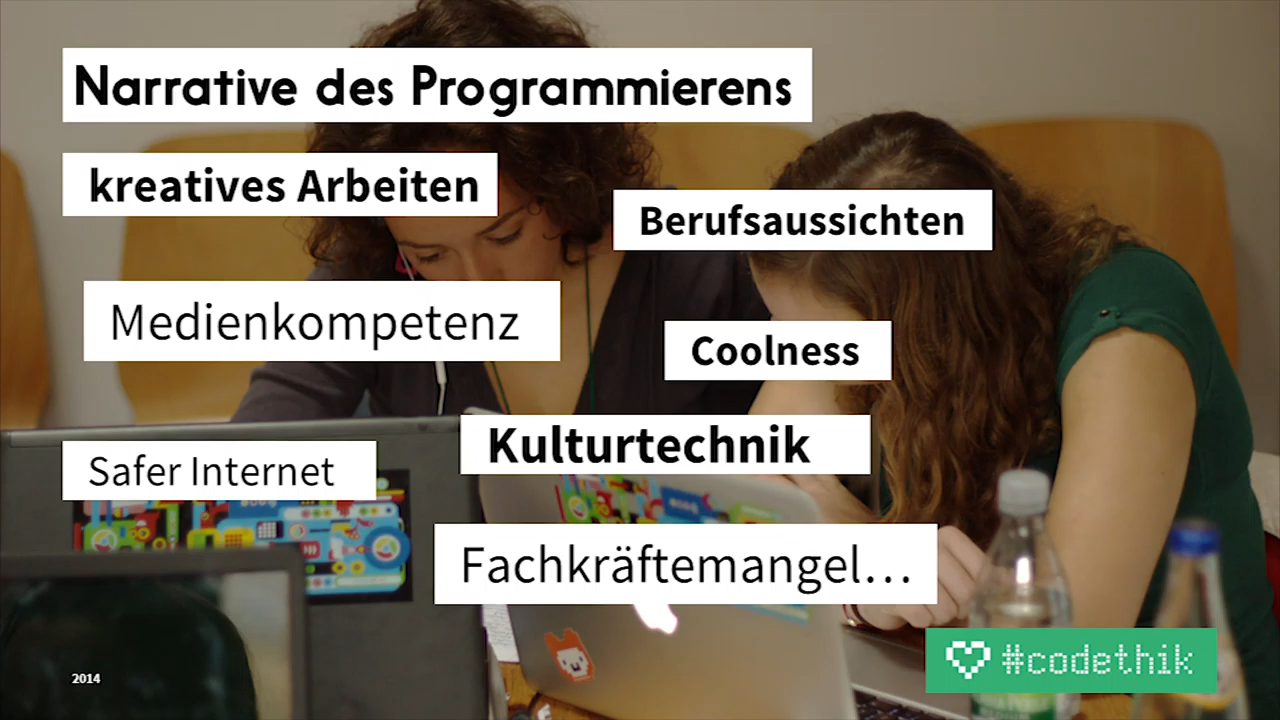 Narrative des Programmierens
kreatives Arbeiten
Berufsaussichten
Medienkompetenz
Coolness
Kulturtechnik
Safer Internet
Fachkräftemangel...
#codethik
2014